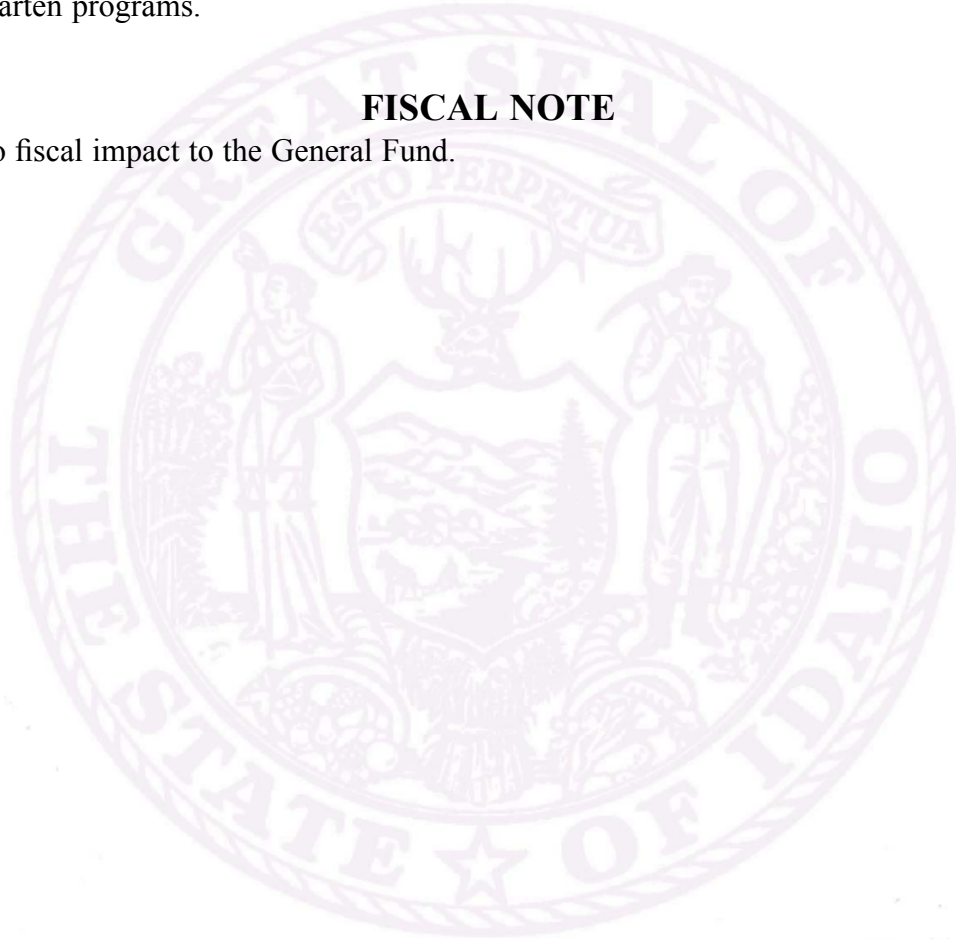 arten programs.
FISCAL NOTE
o fiscal impact to the General Fund.
GREAT SEAL OF
ESTO PERPETUA
THE STATE OF IDAHO